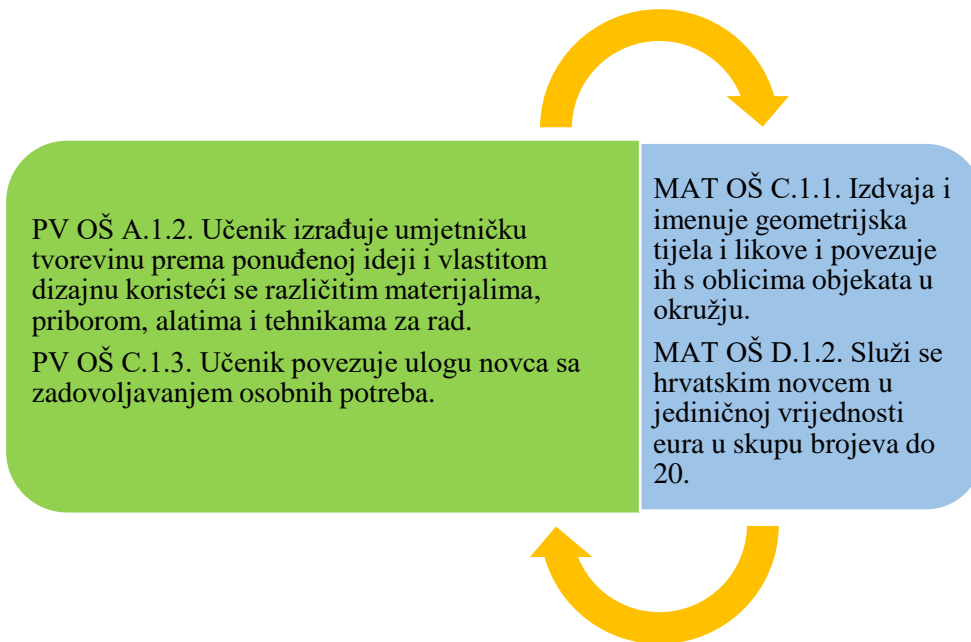 PV OŠ A.1.2. Učenik izrađuje umjetničku
tvorevinu prema ponuđenoj ideji i vlastitom
dizajnu koristeći se različitim materijalima,
priborom, alatima i tehnikama za rad.
PV OŠ C.1.3. Učenik povezuje ulogu novca sa
zadovoljavanjem osobnih potreba.
MAT OŠ C.1.1. Izdvaja i
imenuje geometrijska
tijela i likove i povezuje
ih s oblicima objekata u
okružju.
MAT OŠ D.1.2. Služi se
hrvatskim novcem u
jediničnoj vrijednosti
eura u skupu brojeva do
20.